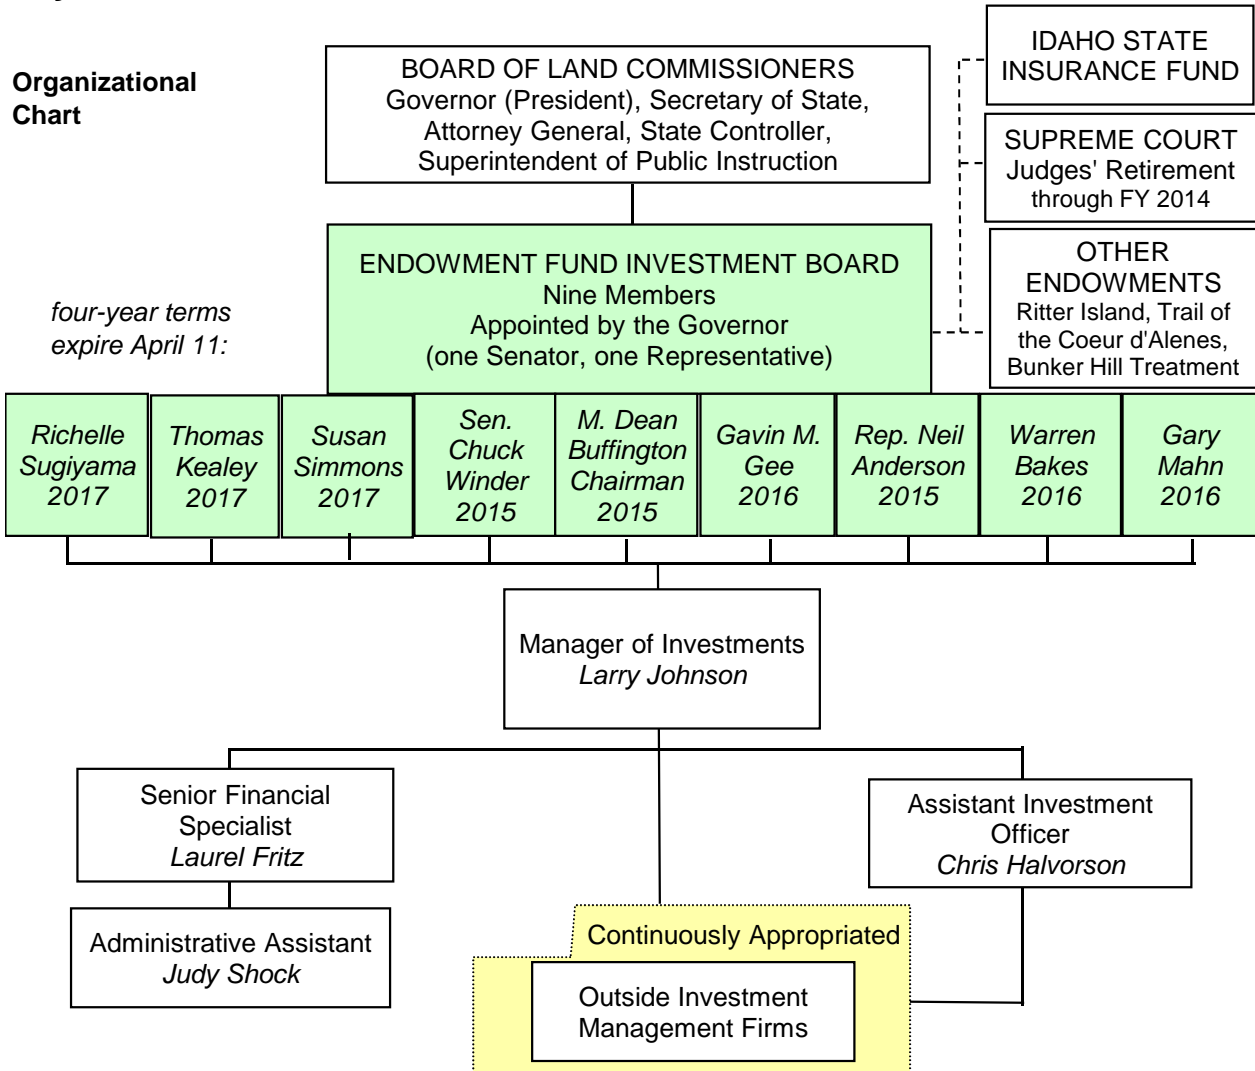 Organizational
Chart
BOARD OF LAND COMMISSIONERS
Governor (President), Secretary of State,
Attorney General, State Controller,
Superintendent of Public Instruction
IDAHO STATE
INSURANCE FUND
SUPREME COURT
Judges' Retirement
through FY 2014
OTHER
ENDOWMENTS
Ritter Island, Trail of
the Coeur d'Alenes,
Bunker Hill Treatment
ENDOWMENT FUND INVESTMENT BOARD
Nine Members
Appointed by the Governor
(one Senator, one Representative)
four-year terms
expire April 11:
Richelle
Sugiyama
2017
Thomas
Kealey
2017
Susan
Simmons
2017
Sen.
Chuck
Winder
2015
M. Dean
Buffington
Chairman
2015
Gavin M.
Gee
2016
Rep. Neil
Anderson
2015
Warren
Bakes
2016
Gary
Mahn
2016
Manager of Investments
Larry Johnson
Senior Financial
Specialist
Laurel Fritz
Assistant Investment
Officer
Chris Halvorson
Administrative Assistant
Judy Shock
Continuously Appropriated
Outside Investment
Management Firms